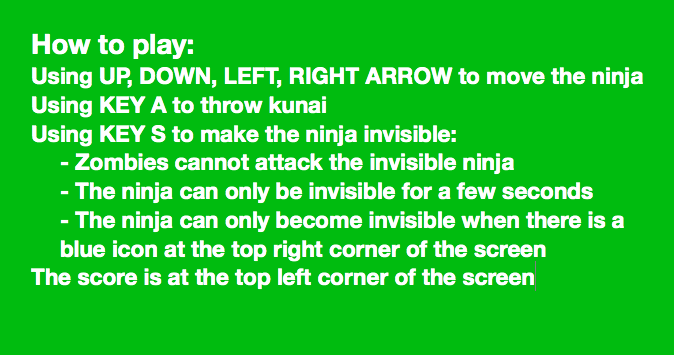 How to play:
Using UP, DOWN, LEFT, RIGHT ARROW to move the ninja
Using KEY A to throw kunai
Using KEY S to make the ninja invisible:
- Zombies cannot attack the invisible ninja
- The ninja can only be invisible for a few seconds
- The ninja can only become invisible when there is a
blue icon at the top right corner of the screen
The score is at the top left corner of the screen